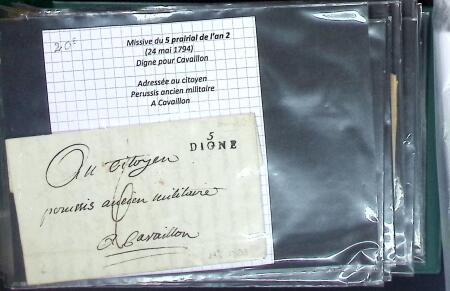 20€
Missive du 5 prairial de l'an 2
(24 mai 1794)
Digne pour Cavaillon
Adressée au citoyen
Perussis ancien militaire
A Cavaillon
5
DIGNE
Au Citoyen
perussis ancien militaire
A Cavaillon